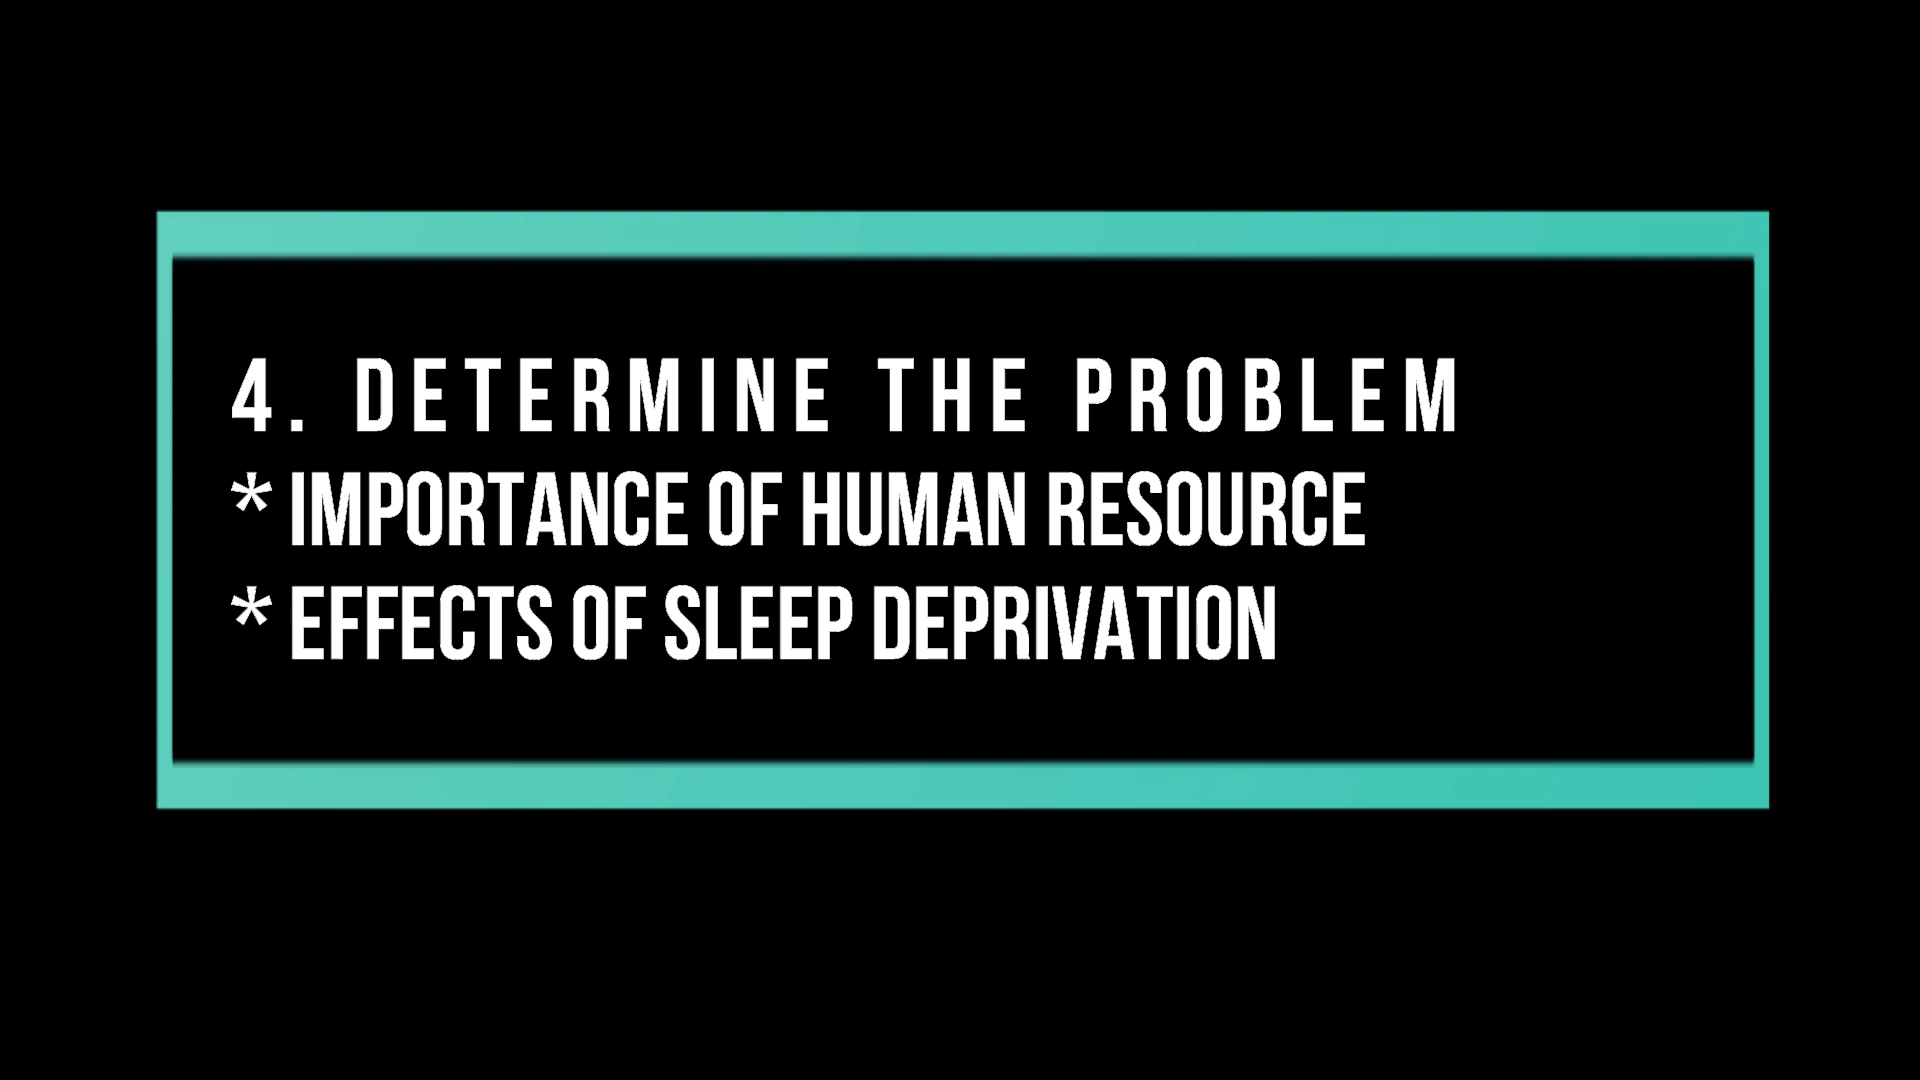 4. DETERMINE THE PROBLEM
* IMPORTANCE OF HUMAN RESOURCE
* EFFECTS OF SLEEP DEPRIVATION